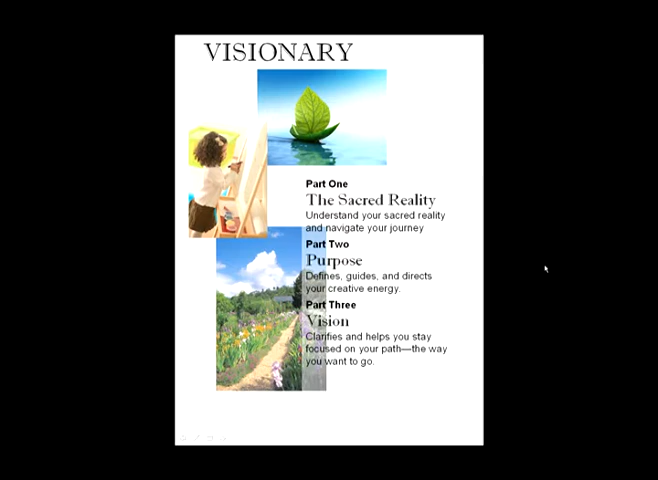 VISIONARY
Part One
The Sacred Reality
Understand your sacred reality
and navigate your journey
Part Two
Purpose
Defines, guides, and directs
your creative energy.
Part Three
Vision
Clarifies and helps you stay
focused on your path—the way
you want to go.